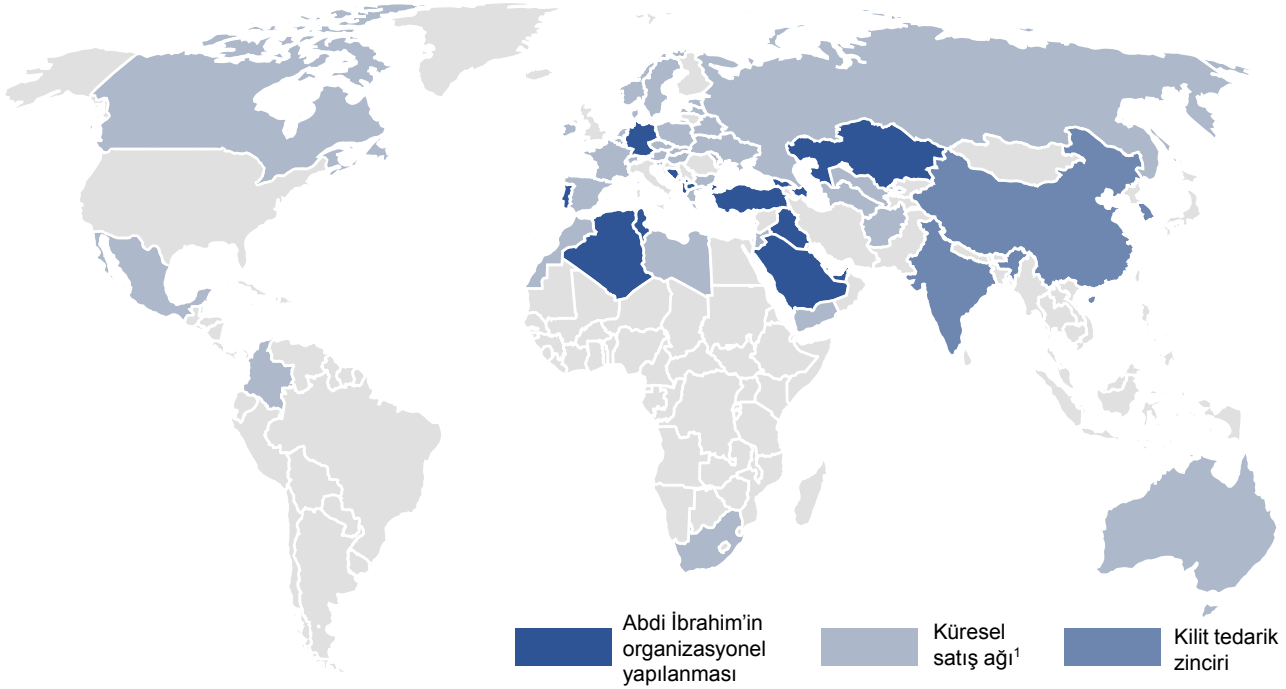 Abdi İbrahim’in
organizasyonel
yapılanması
Küresel
satış ağı¹
Kilit tedarik
zinciri